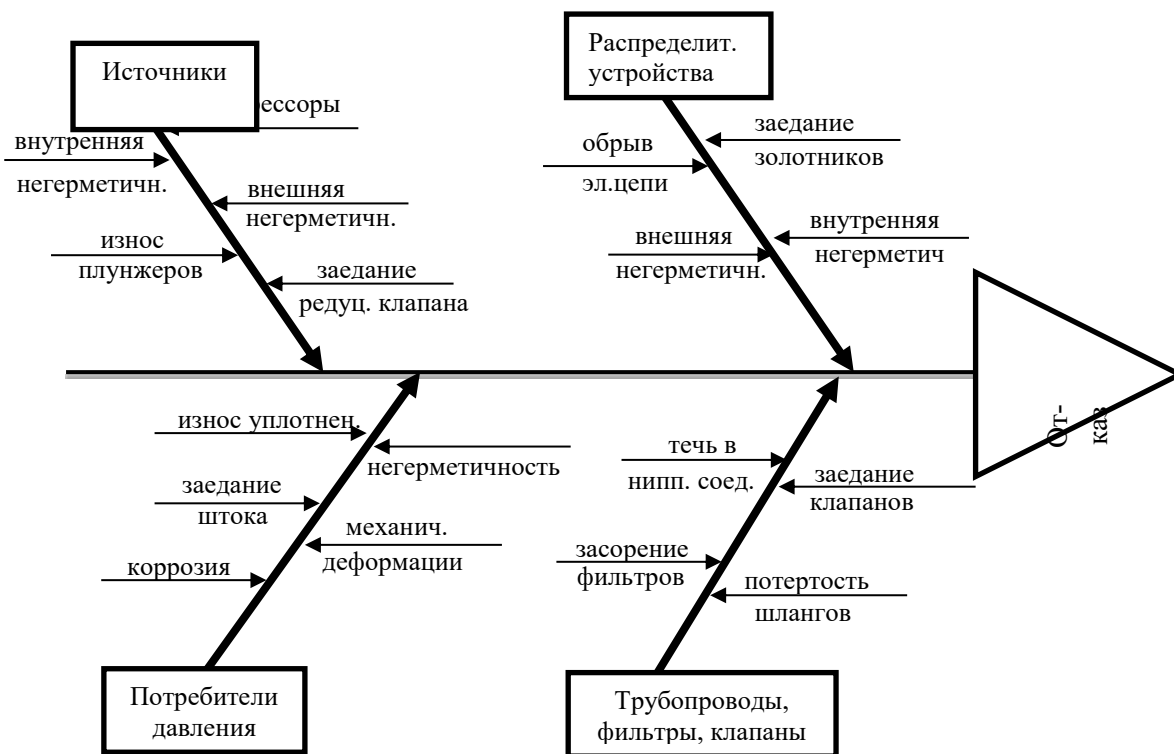 Источники
Распределит.
устройства
ессоры
внутренняя
негерметичн.
внешняя
негерметичн.
износ
плунжеров
заедание
редуц. клапана
заедание
золотников
обрыв
эл.цепи
внутренняя
негерметич
внешняя
негерметичн.
От-
каз
износ уплотнен.
негерметичность
заедание
штока
механич.
деформации
коррозия
течь в
нипп. соед.
заедание
клапанов
засорение
фильтров
потертость
шлангов
Потребители
давления
Трубопроводы,
фильтры, клапаны